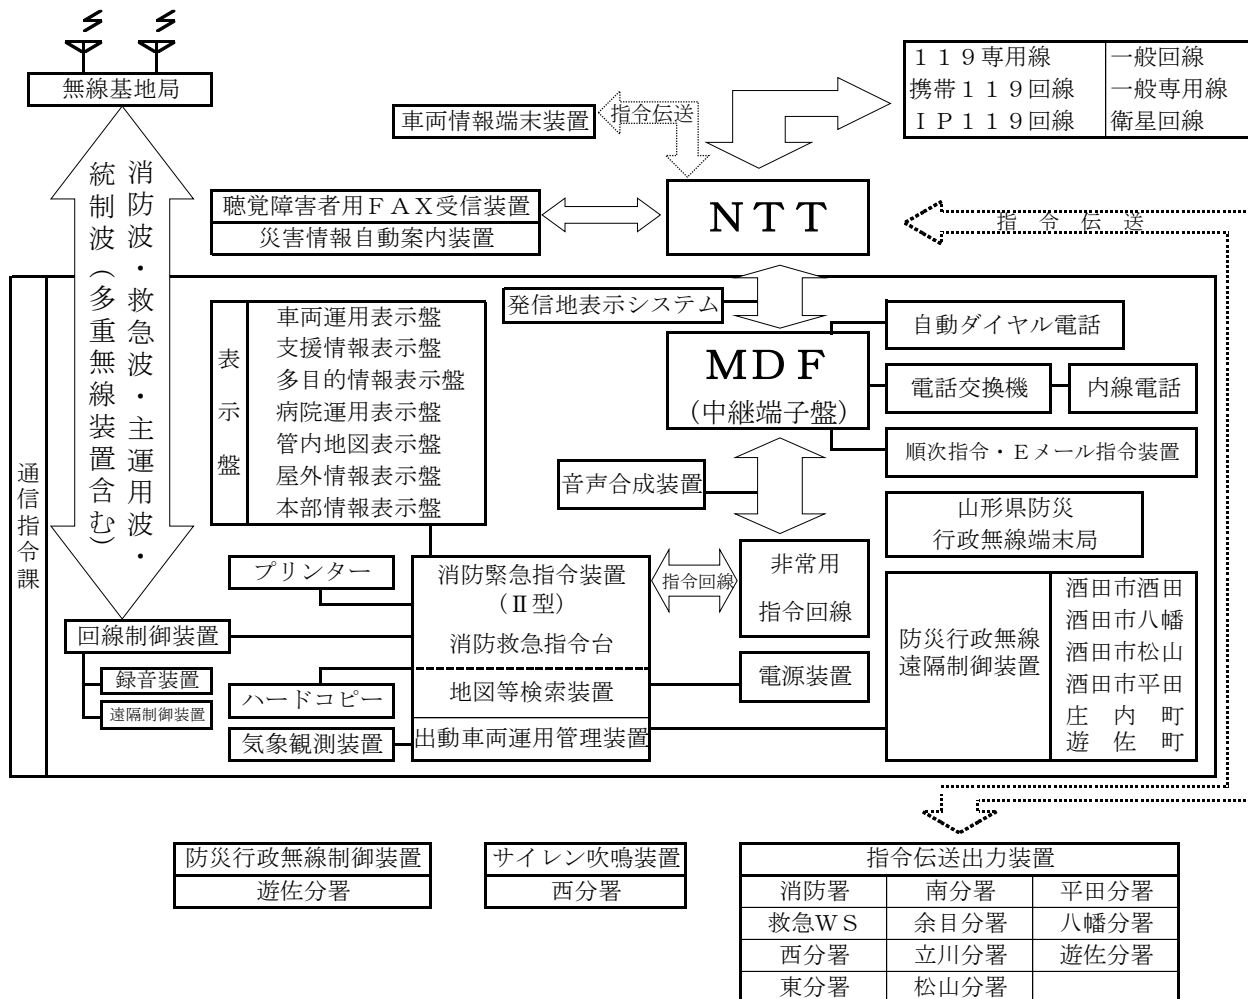 無線基地局
消防波・救急波・主運用波・
統制波（多重無線装置含む）
車両情報端末装置
指令伝送
１１９専用線
一般回線
携帯１１９回線
一般専用線
ＩＰ１１９回線
衛星回線
聴覚障害者用ＦＡＸ受信装置
災害情報自動案内装置
ＮＴＴ
指令伝送
通信指令課
発信地表示システム
表示盤
車両運用表示盤
支援情報表示盤
多目的情報表示盤
病院運用表示盤
管内地図表示盤
屋外情報表示盤
本部情報表示盤
ＭＤＦ
（中継端子盤）
自動ダイヤル電話
電話交換機
内線電話
順次指令・Ｅメール指令装置
音声合成装置
山形県防災
行政無線端末局
プリンター
消防緊急指令装置
（Ⅱ型）
消防救急指令台
地図等検索装置
出動車両運用管理装置
指令回線
非常用
指令回線
電源装置
回線制御装置
録音装置
遠隔制御装置
ハードコピー
気象観測装置
防災行政無線
遠隔制御装置
酒田市酒田
酒田市八幡
酒田市松山
酒田市平田
庄内町
遊佐町
防災行政無線制御装置
遊佐分署
サイレン吹鳴装置
西分署
指令伝送出力装置
消防署
南分署
平田分署
救急ＷＳ
余目分署
八幡分署
西分署
立川分署
遊佐分署
東分署
松山分署